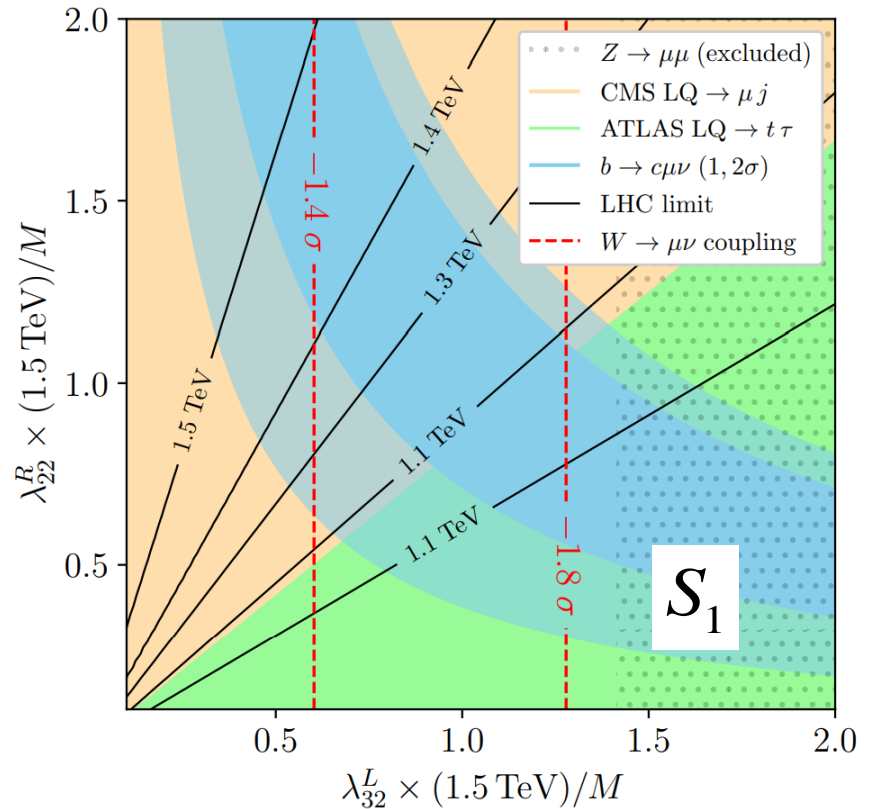 2.0
1.5
1.0
0.5
0.5
1.0
1.5
2.0
λ^R_22 × (1.5 TeV)/M
λ^L_32 × (1.5 TeV)/M
Z → μμ (excluded)
CMS LQ → μ j
ATLAS LQ → t τ
b → cμν (1, 2σ)
LHC limit
W → μν coupling
1.5 TeV
1.4 TeV
1.3 TeV
1.1 TeV
1.1 TeV
−1.4 σ
−1.8 σ
S_1